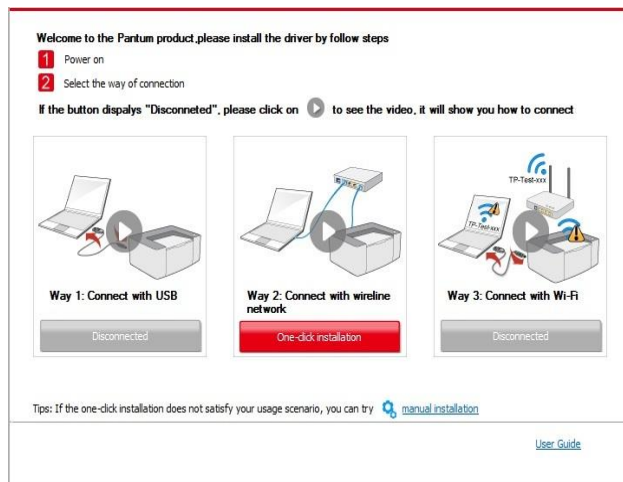 Welcome to the Pantum product,please install the driver by follow steps
1 Power on
2 Select the way of connection
If the button dispalys "Disconneted", please click on to see the video, it will show you how to connect
TP-Test-xxx
TP-Test-xxx
Way 1: Connect with USB
Way 2: Connect with wireline
network
Way 3: Connect with Wi-Fi
Disconnected
One-click installation
Disconnected
Tips: If the one-click installation does not satisfy your usage scenario, you can try manual installation
User Guide